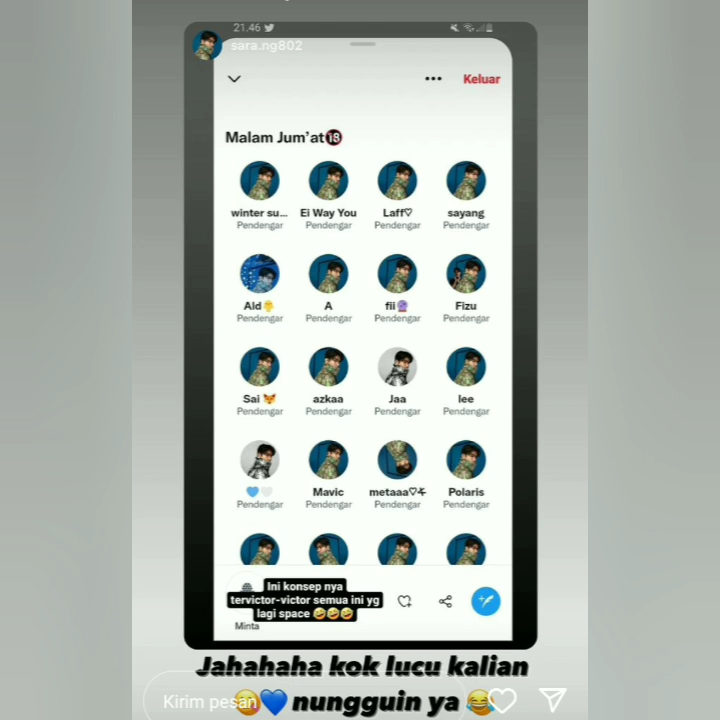 21.46
sara.ng802
Keluar
Malam Jum'at🔞
winter su... Ei Way You Laff♡ sayang
Pendengar Pendengar Pendengar Pendengar
Ald🐥 A fii🔮 Fizu
Pendengar Pendengar Pendengar Pendengar
Sai 🦊 azkaa Jaa lee
Pendengar Pendengar Pendengar Pendengar
💙🤍 Mavic metaaa♡ Polaris
Pendengar Pendengar Pendengar Pendengar
Ini konsep nya
tervictor-victor semua ini yg
lagi space 🤣🤣🤣
Minta
Jahahaha kok lucu kalian
💙 nungguin ya 😂
Kirim pesan